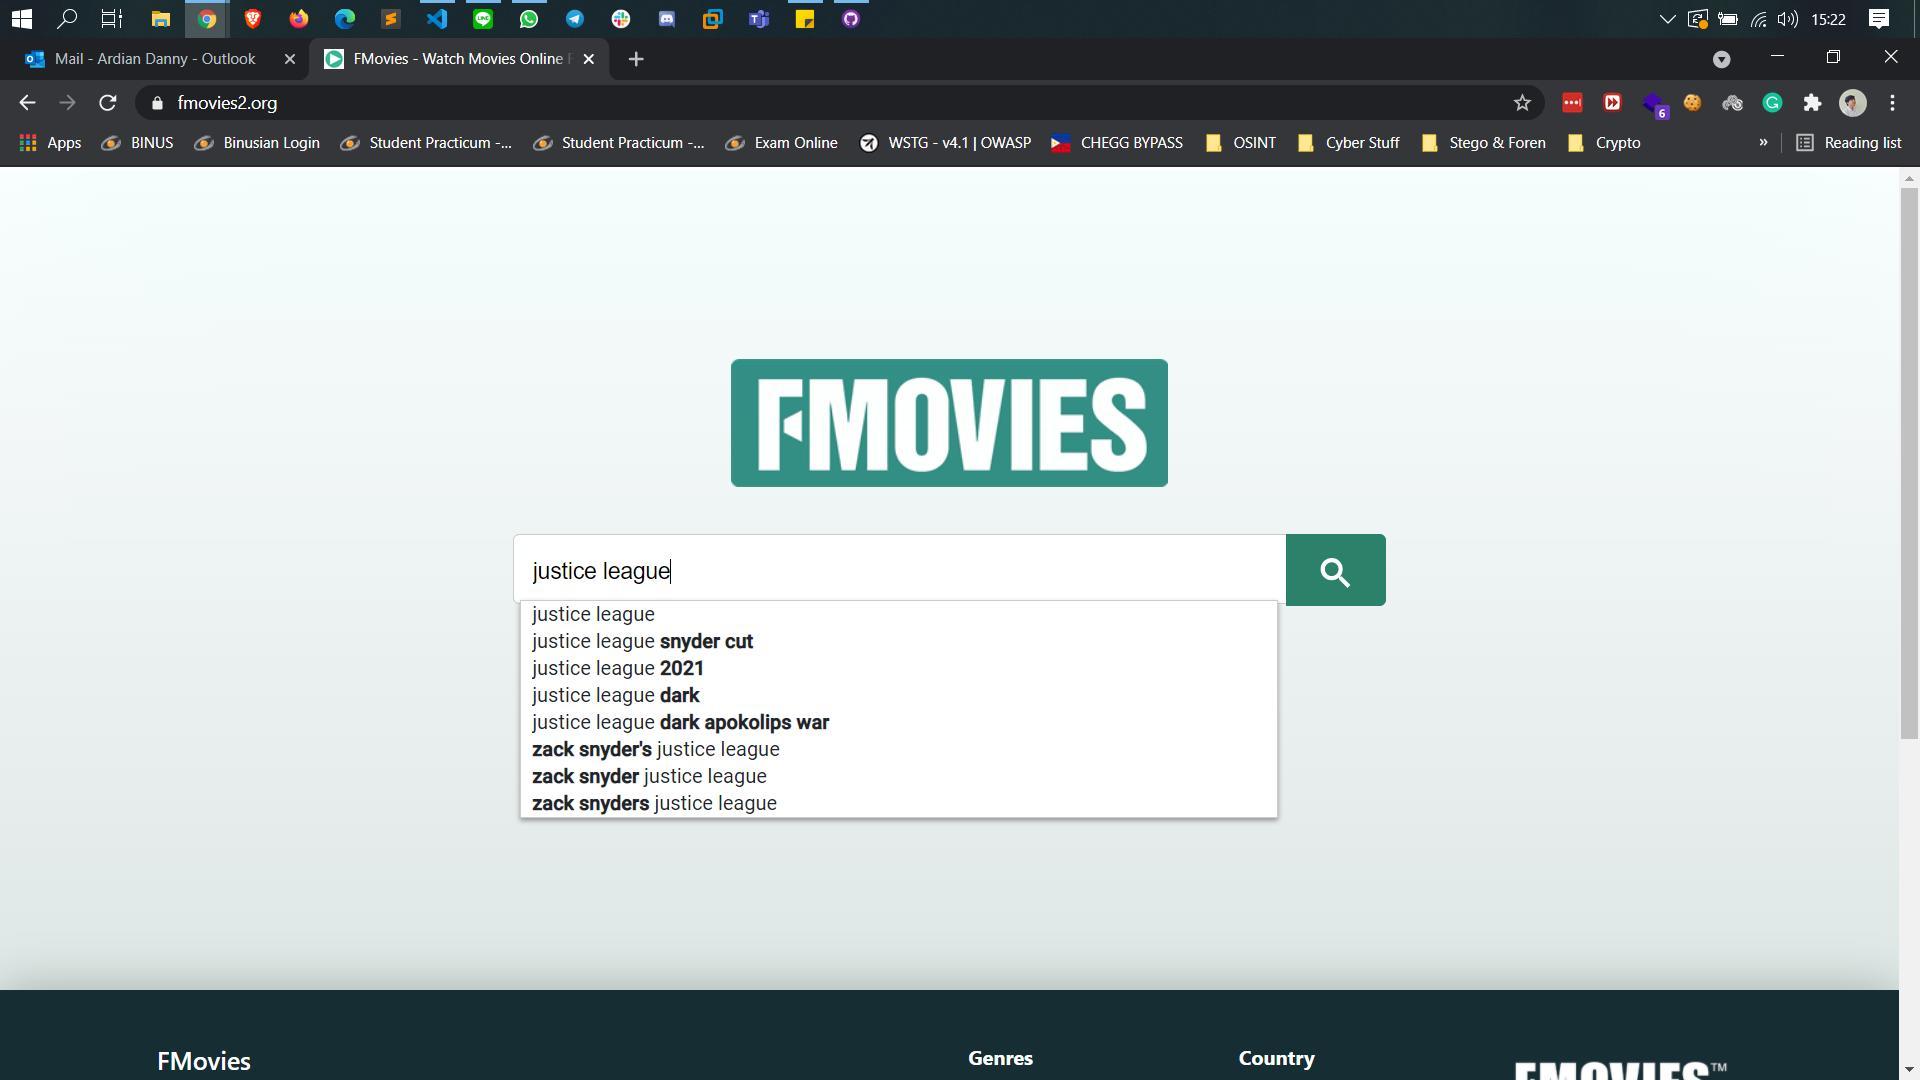 15:22
Mail - Ardian Danny - Outlook
FMovies - Watch Movies Online F
fmovies2.org
6
Apps
BINUS
Binusian Login
Student Practicum -...
Student Practicum -...
Exam Online
WSTG - v4.1 | OWASP
CHEGG BYPASS
OSINT
Cyber Stuff
Stego & Foren
Crypto
»
Reading list
FMOVIES
justice league
justice league
justice league snyder cut
justice league 2021
justice league dark
justice league dark apokolips war
zack snyder's justice league
zack snyder justice league
zack snyders justice league
FMovies
Genres
Country
FMOVIES™